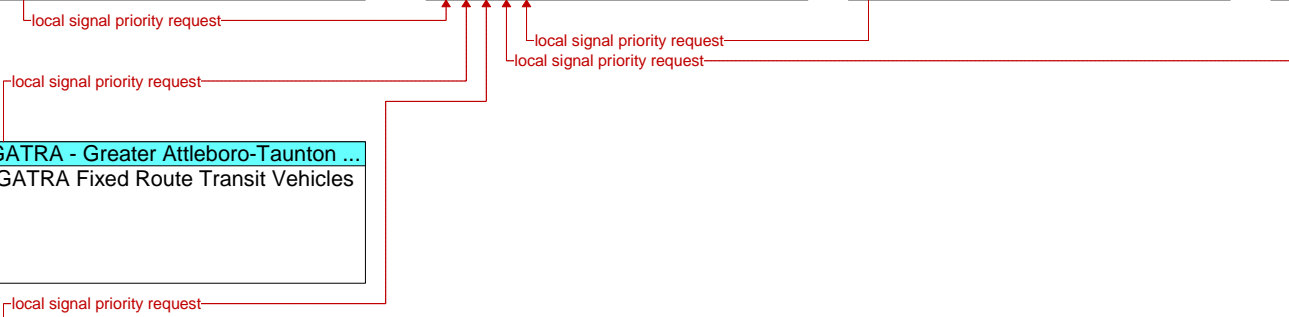 local signal priority request
local signal priority request
local signal priority request
local signal priority request
GATRA - Greater Attleboro-Taunton ...
GATRA Fixed Route Transit Vehicles
local signal priority request